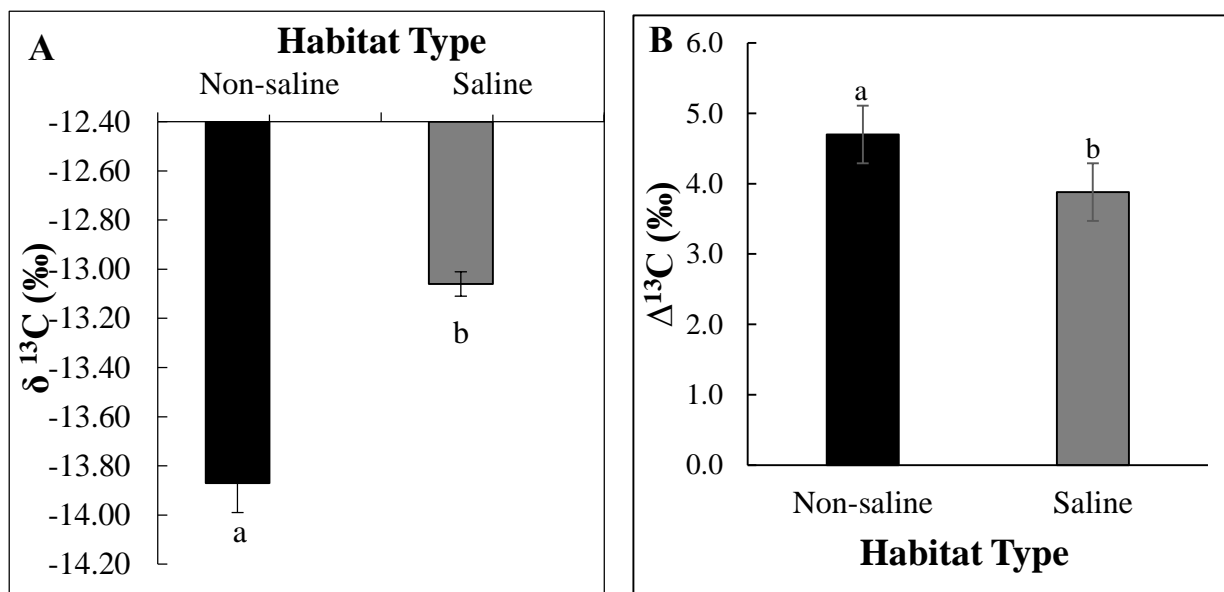 A
Habitat Type
Non-saline Saline
-12.40
-12.60
-12.80
-13.00
-13.20
-13.40
-13.60
-13.80
-14.00
-14.20
δ ¹³C (‰)
a
b
B
6.0
5.0
4.0
3.0
2.0
1.0
0.0
Δ¹³C (‰)
a
b
Non-saline Saline
Habitat Type